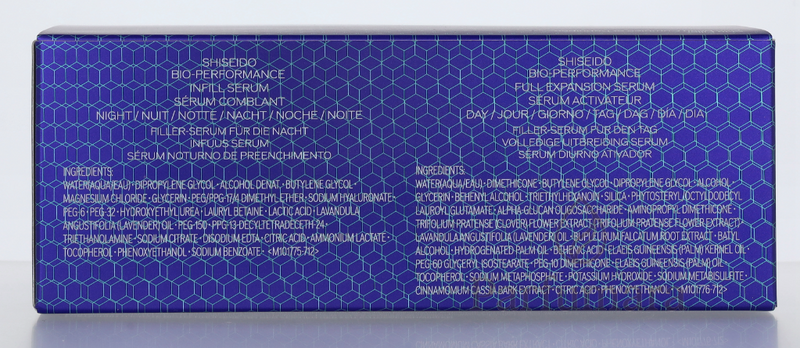 SHISEIDO
BIO-PERFORMANCE
INFILL SERUM
SÉRUM COMBLANT
NIGHT / NUIT / NOTTE / NACHT / NOCHE / NOITE
FILLER-SERUM FÜR DIE NACHT
INFUUS SERUM
SÉRUM NOTURNO DE PREENCHIMENTO
INGREDIENTS:
WATER(AQUA/EAU)・DIPROPYLENE GLYCOL・ALCOHOL DENAT.・BUTYLENE GLYCOL・
MAGNESIUM CHLORIDE・GLYCERIN・PEG/PPG-17/4 DIMETHYL ETHER・SODIUM HYALURONATE・
PEG-6・PEG-32・HYDROXYETHYL UREA・LAURYL BETAINE・LACTIC ACID・LAVANDULA
ANGUSTIFOLIA (LAVENDER) OIL・PEG-150・PPG-13-DECYLTETRADECETH-24・
TRIETHANOLAMINE・SODIUM CITRATE・DISODIUM EDTA・CITRIC ACID・AMMONIUM LACTATE・
TOCOPHEROL・PHENOXYETHANOL・SODIUM BENZOATE・ <M101775-712>
SHISEIDO
BIO-PERFORMANCE
FULL EXPANSION SERUM
SÉRUM ACTIVATEUR
DAY / JOUR / GIORNO / TAG / DAG / DÍA / DIA
FILLER-SERUM FÜR DEN TAG
VOLLEDIGE UITBREIDING SERUM
SÉRUM DIURNO ATIVADOR
INGREDIENTS:
WATER(AQUA/EAU)・DIMETHICONE・BUTYLENE GLYCOL・DIPROPYLENE GLYCOL・ALCOHOL・
GLYCERIN・BEHENYL ALCOHOL・TRIETHYLHEXANOIN・SILICA・PHYTOSTERYL/OCTYLDODECYL
LAUROYL GLUTAMATE・ALPHA-GLUCAN OLIGOSACCHARIDE・AMINOPROPYL DIMETHICONE・
TRIFOLIUM PRATENSE (CLOVER) FLOWER EXTRACT・TRIFOLIUM PRATENSE FLOWER EXTRACT・
LAVANDULA ANGUSTIFOLIA (LAVENDER) OIL・BUPLEURUM FALCATUM ROOT EXTRACT・BATYL
ALCOHOL・HYDROGENATED PALM OIL・BEHENIC ACID・ELAEIS GUINEENSIS (PALM) KERNEL OIL・
PEG-60 GLYCERYL ISOSTEARATE・PEG-10 DIMETHICONE・ELAEIS GUINEENSIS (PALM) OIL・
TOCOPHEROL・SODIUM METAPHOSPHATE・POTASSIUM HYDROXIDE・SODIUM METABISULFITE・
CINNAMOMUM CASSIA BARK EXTRACT・CITRIC ACID・PHENOXYETHANOL・ <M101776-712>